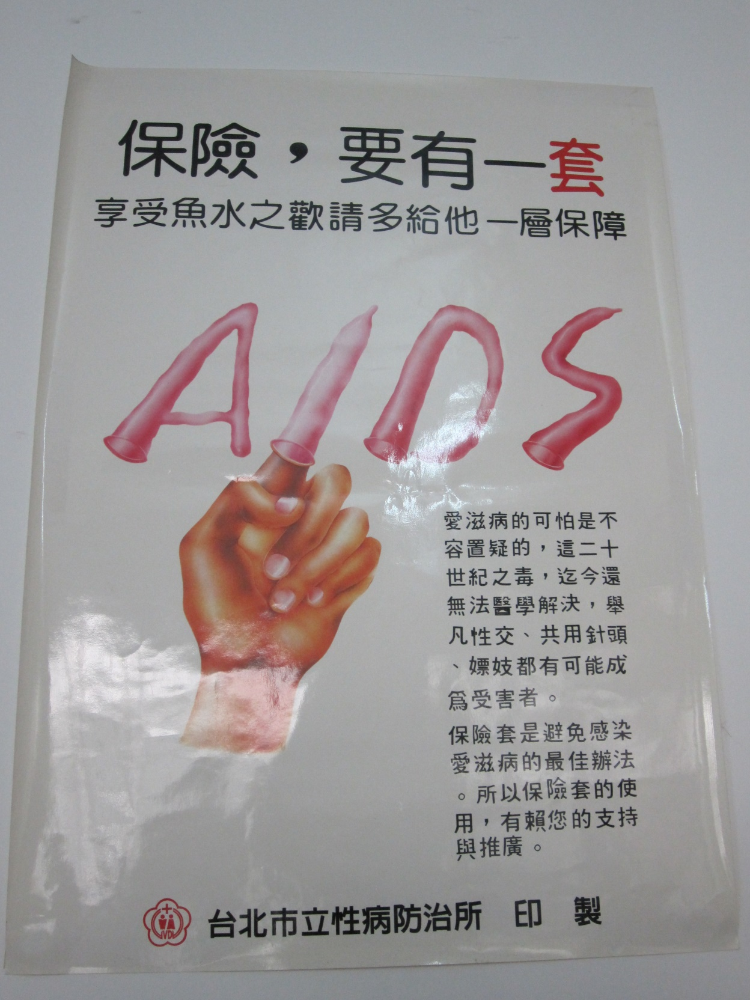 保險，要有一套
享受魚水之歡請多給他一層保障
AIDS
愛滋病的可怕是不
容置疑的，這二十
世紀之毒，迄今還
無法醫學解決，舉
凡性交、共用針頭
、嫖妓都有可能成
爲受害者。
保險套是避免感染
愛滋病的最佳辦法
。所以保險套的使
用，有賴您的支持
與推廣。
VDI
台北市立性病防治所 印 製